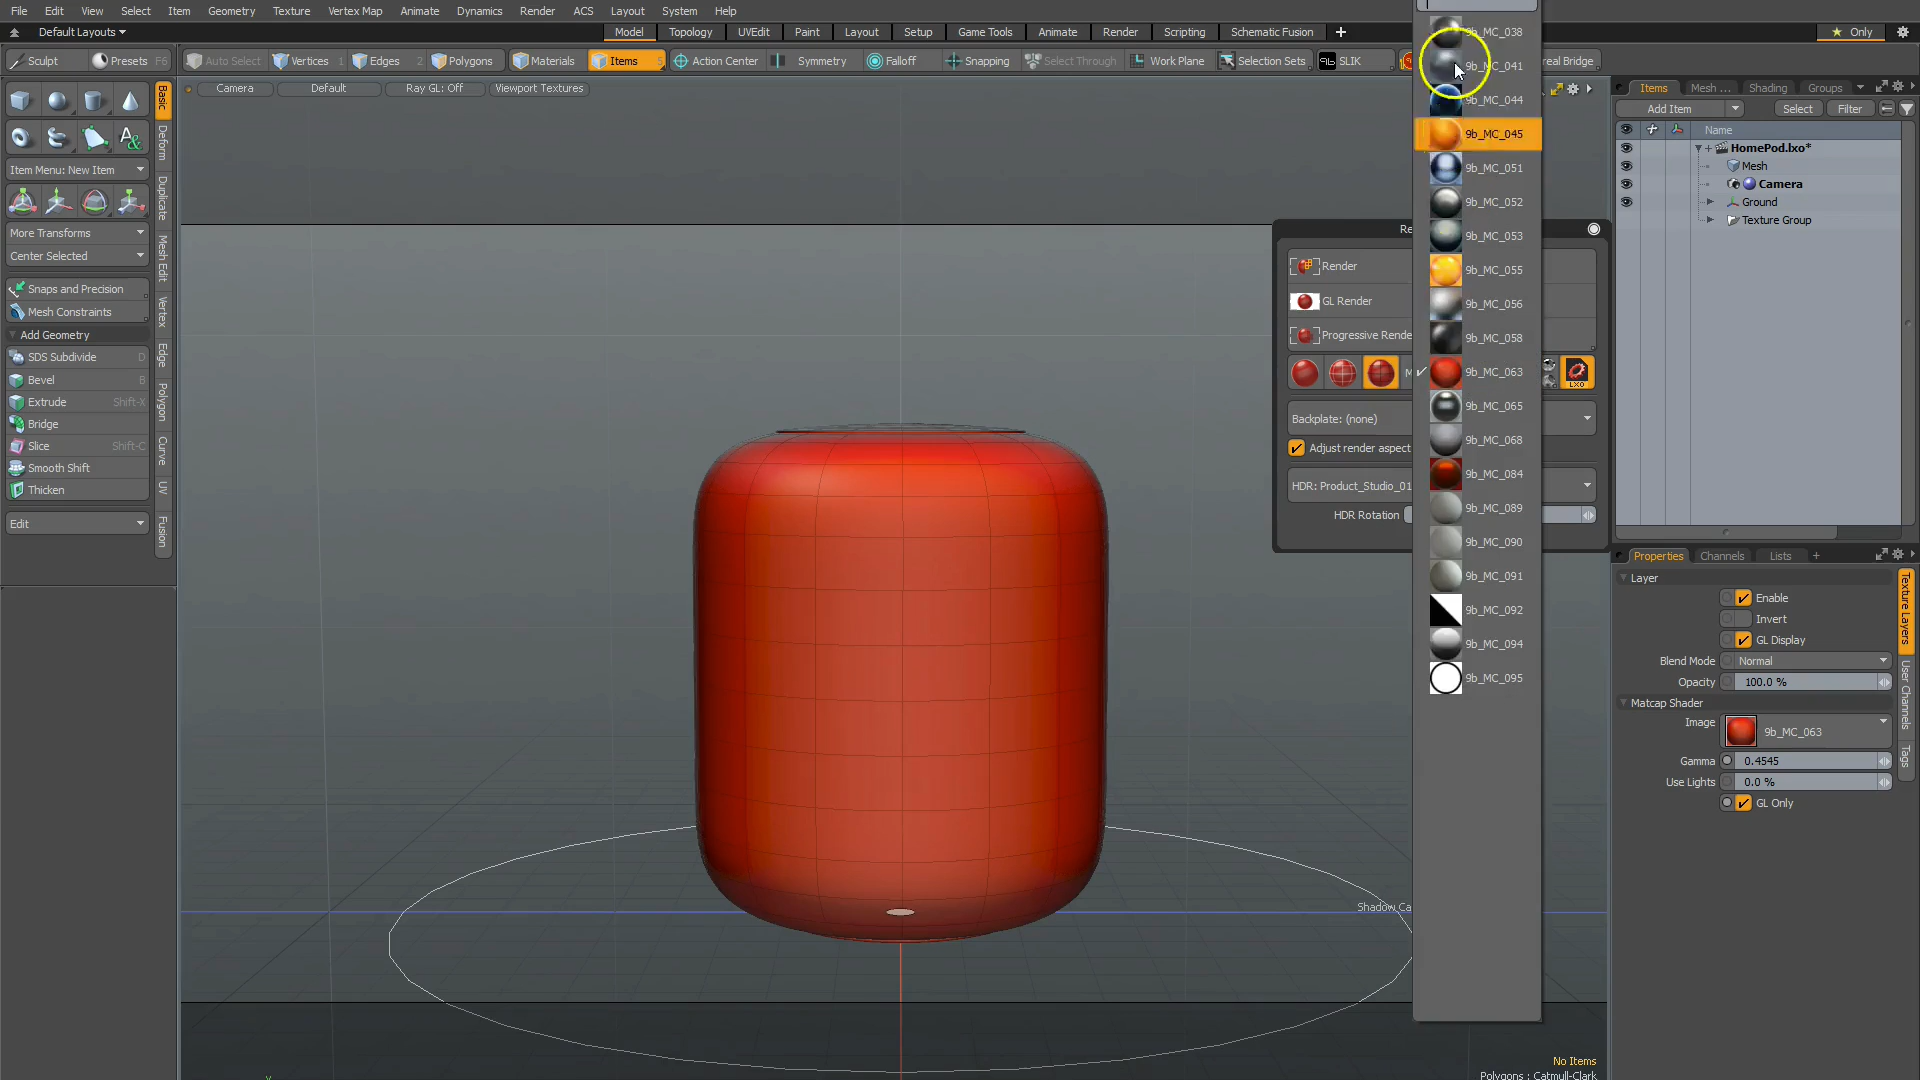 File Edit View Select Item Geometry Texture Vertex Map Animate Dynamics Render ACS Layout System Help
Default Layouts
Model Topology UVEdit Paint Layout Setup Game Tools Animate Render Scripting Schematic Fusion
Only
Sculpt Presets F6
Auto Select Vertices 1 Edges 2 Polygons Materials Items 5 Action Center Symmetry Falloff Snapping Select Through Work Plane Selection Sets SLIK real Bridge
Camera Default Ray GL: Off Viewport Textures
Basic
Deform
Duplicate
Mesh Edit
Vertex
Edge
Polygon
Curve
UV
Fusion
Item Menu: New Item
More Transforms
Center Selected
Snaps and Precision
Mesh Constraints
Add Geometry
SDS Subdivide D
Bevel B
Extrude Shift-X
Bridge
Slice Shift-C
Smooth Shift
Thicken
Edit
9b_MC_038
9b_MC_041
9b_MC_044
9b_MC_045
9b_MC_051
9b_MC_052
9b_MC_053
9b_MC_055
9b_MC_056
9b_MC_058
9b_MC_063
9b_MC_065
9b_MC_068
9b_MC_084
9b_MC_089
9b_MC_090
9b_MC_091
9b_MC_092
9b_MC_094
9b_MC_095
Re
Render
GL Render
Progressive Rende
M
LXO
Backplate: (none)
Adjust render aspect
HDR: Product_Studio_01
HDR Rotation
Shadow Ca
No Items
Polygons : Catmull-Clark
Items Mesh ... Shading Groups
Add Item Select Filter
Name
HomePod.lxo*
Mesh
Camera
Ground
Texture Group
Properties Channels Lists +
Layer
Enable
Invert
GL Display
Blend Mode Normal
Opacity 100.0 %
Matcap Shader
Image 9b_MC_063
Gamma 0.4545
Use Lights 0.0 %
GL Only
Texture Layers
User Channels
Tags